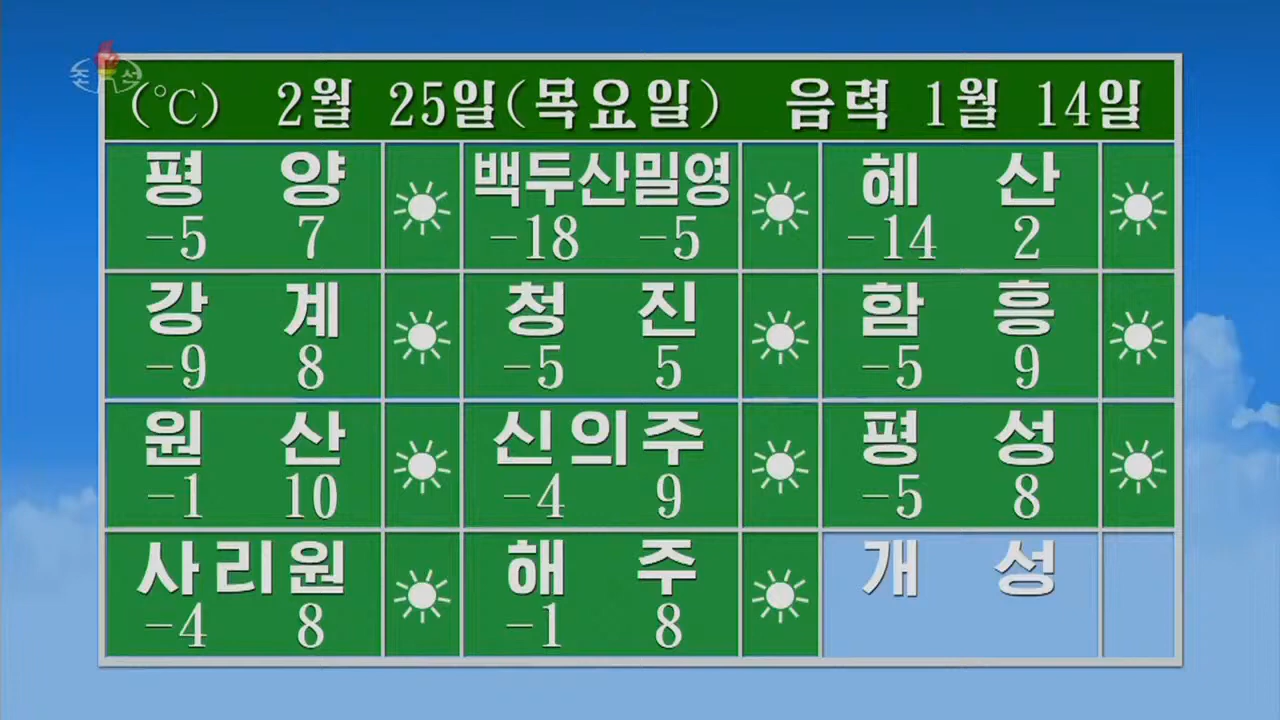 조 석
(℃) 2월 25일(목요일) 음력 1월 14일
평양 백두산밀영 혜산
-5 7 -18 -5 -14 2
강계 청진 함흥
-9 8 -5 5 -5 9
원산 신의주 평성
-1 10 -4 9 -5 8
사리원 해주 개성
-4 8 -1 8